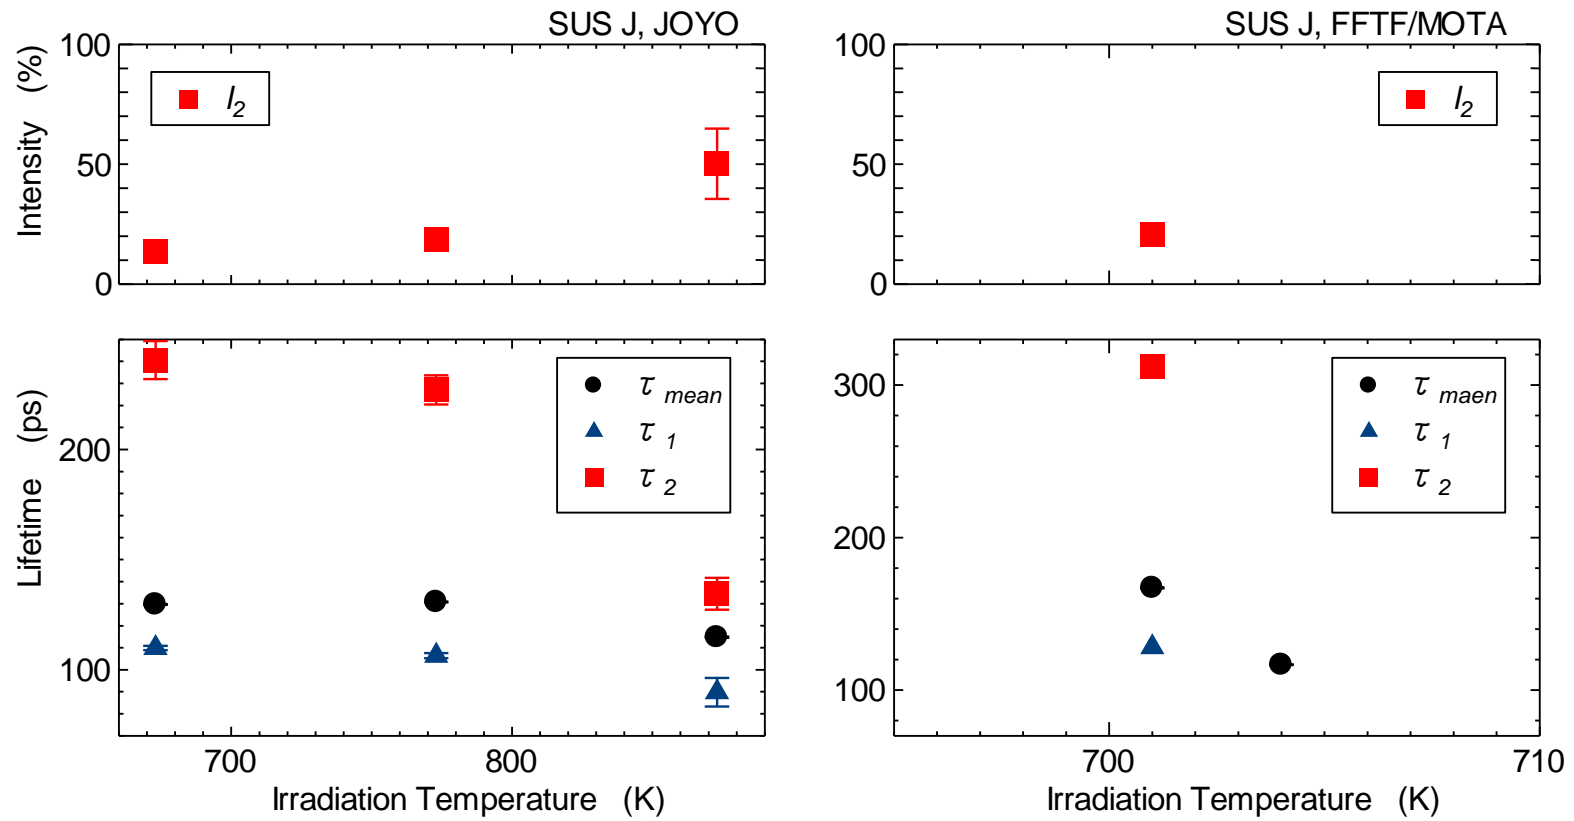 SUS J, JOYO
SUS J, FFTF/MOTA
Intensity (%)
100
50
0
I2
100
50
0
I2
Lifetime (ps)
200
100
τ mean
τ 1
τ 2
300
200
100
τ maen
τ 1
τ 2
700
800
700
710
Irradiation Temperature (K)
Irradiation Temperature (K)